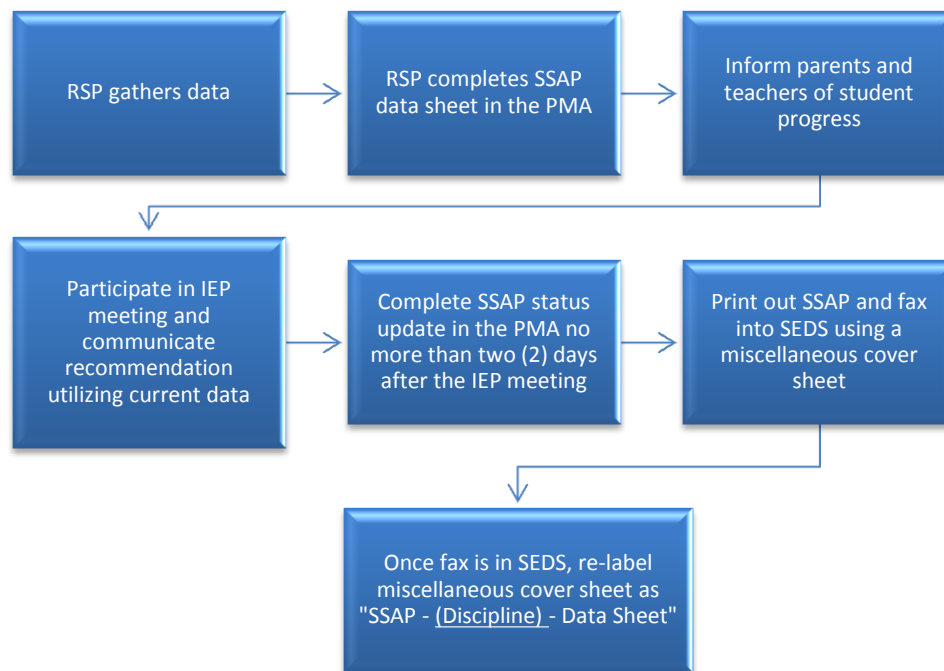 RSP gathers data
RSP completes SSAP
data sheet in the PMA
Inform parents and
teachers of student
progress
Participate in IEP
meeting and
communicate
recommendation
utilizing current data
Complete SSAP status
update in the PMA no
more than two (2) days
after the IEP meeting
Print out SSAP and fax
into SEDS using a
miscellaneous cover
sheet
Once fax is in SEDS, re-label
miscellaneous cover sheet as
"SSAP - (Discipline) - Data Sheet"